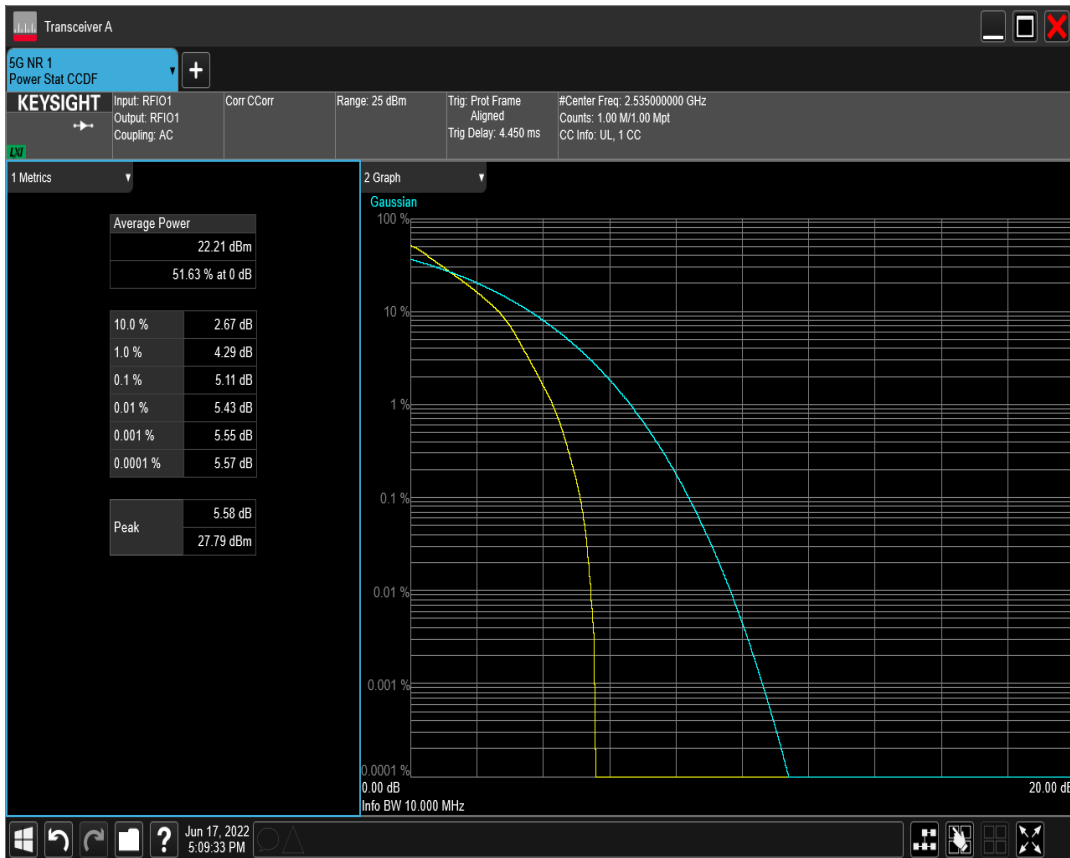 Transceiver A
5G NR 1
Power Stat CCDF
KEYSIGHT
LXI
Input: RFIO1
Output: RFIO1
Coupling: AC
Corr CCorr
Range: 25 dBm
Trig: Prot Frame
Aligned
Trig Delay: 4.450 ms
#Center Freq: 2.535000000 GHz
Counts: 1.00 M/1.00 Mpt
CC Info: UL, 1 CC
1 Metrics
Average Power
22.21 dBm
51.63 % at 0 dB
10.0 % 2.67 dB
1.0 % 4.29 dB
0.1 % 5.11 dB
0.01 % 5.43 dB
0.001 % 5.55 dB
0.0001 % 5.57 dB
Peak 5.58 dB
27.79 dBm
2 Graph
Gaussian
100 %
10 %
1 %
0.1 %
0.01 %
0.001 %
0.0001 %
0.00 dB 20.00 dB
Info BW 10.000 MHz
Jun 17, 2022
5:09:33 PM